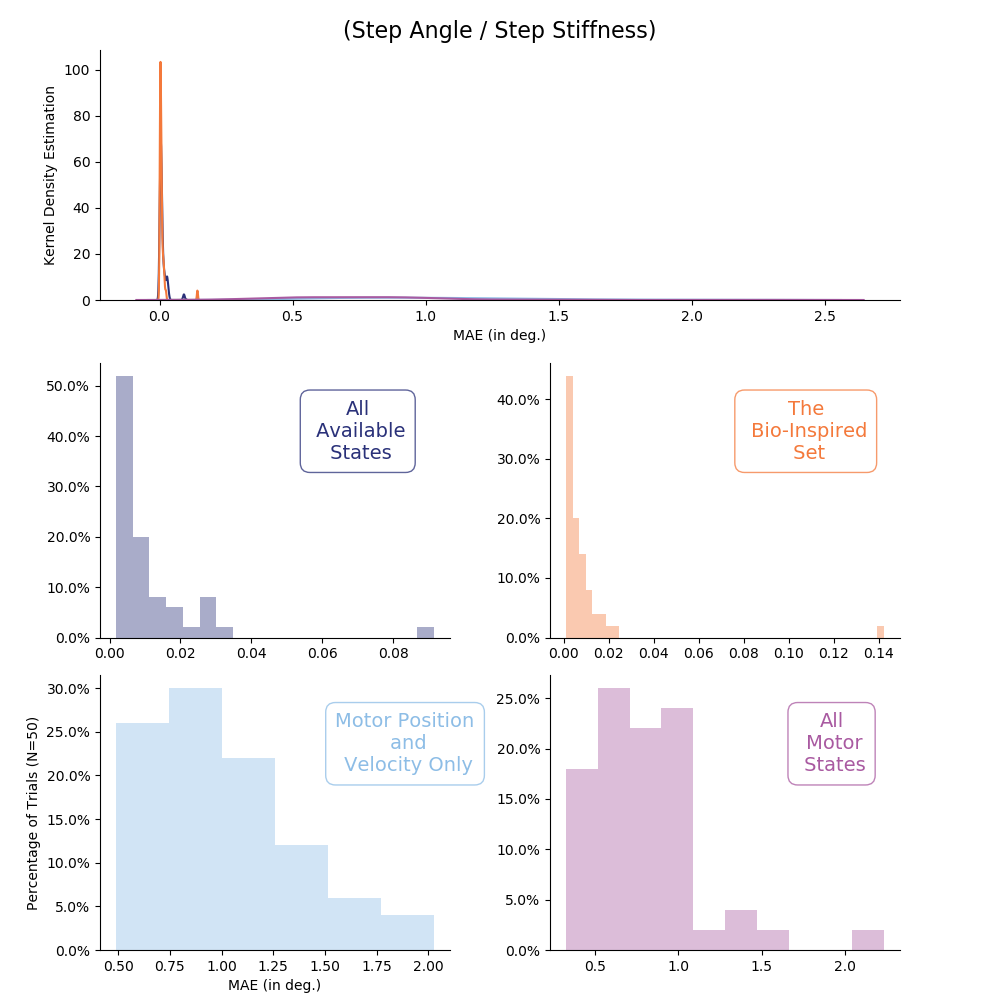 (Step Angle / Step Stiffness)
Kernel Density Estimation
100
80
60
40
20
0
0.0 0.5 1.0 1.5 2.0 2.5
MAE (in deg.)
50.0%
40.0%
30.0%
20.0%
10.0%
0.0%
0.00 0.02 0.04 0.06 0.08
All
Available
States
40.0%
30.0%
20.0%
10.0%
0.0%
0.00 0.02 0.04 0.06 0.08 0.10 0.12 0.14
The
Bio-Inspired
Set
Percentage of Trials (N=50)
30.0%
25.0%
20.0%
15.0%
10.0%
5.0%
0.0%
0.50 0.75 1.00 1.25 1.50 1.75 2.00
MAE (in deg.)
Motor Position
and
Velocity Only
25.0%
20.0%
15.0%
10.0%
5.0%
0.0%
0.5 1.0 1.5 2.0
All
Motor
States